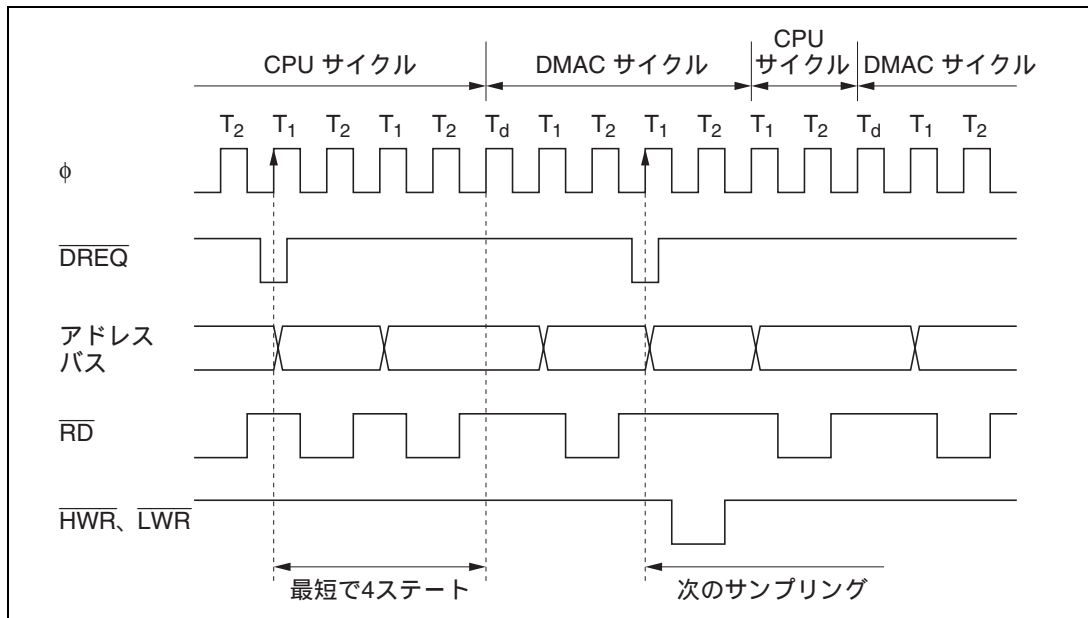 CPU
CPU サイクル DMAC サイクル サイクル DMAC サイクル
T2 T1 T2 T1 T2 Td T1 T2 T1 T2 T1 T2 Td T1 T2
φ
DREQ
アドレス
バス
RD
HWR、LWR
最短で4ステート 次のサンプリング